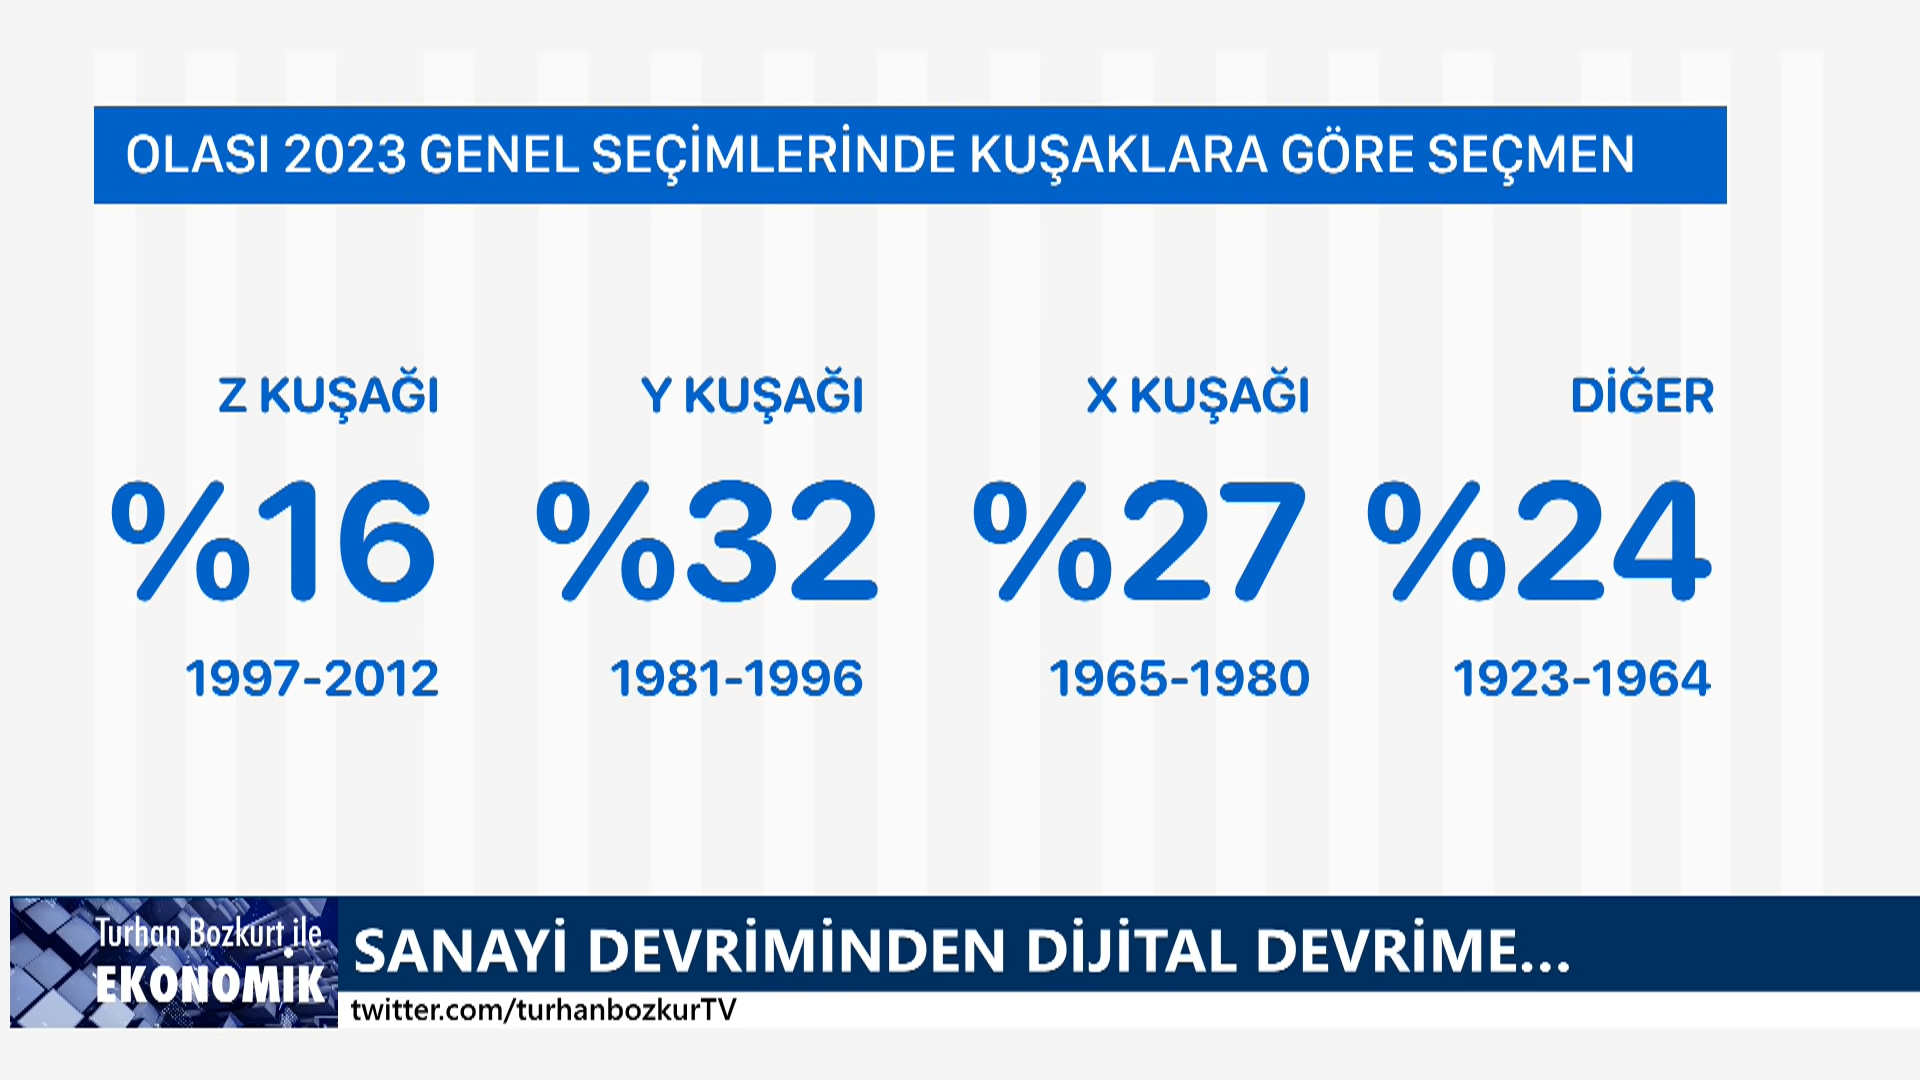 OLASI 2023 GENEL SEÇİMLERİNDE KUŞAKLARA GÖRE SEÇMEN
Z KUŞAĞI
%16
1997-2012
Y KUŞAĞI
%32
1981-1996
X KUŞAĞI
%27
1965-1980
DİĞER
%24
1923-1964
Turhan Bozkurt ile
EKONOMİK
SANAYİ DEVRİMİNDEN DİJİTAL DEVRİME...
twitter.com/turhanbozkurTV